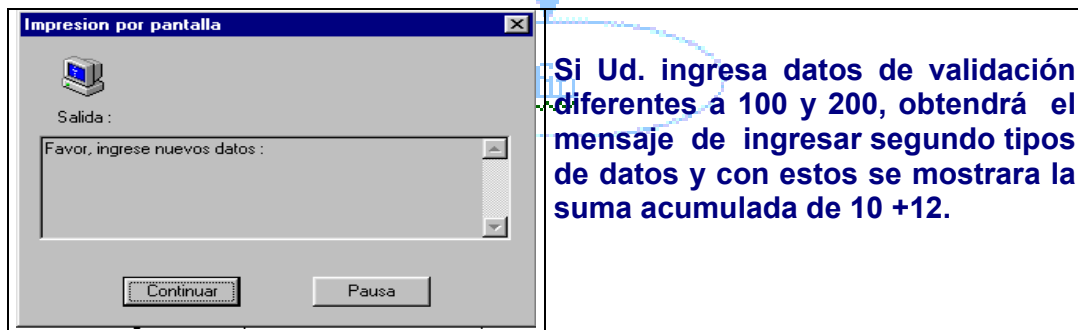 Impresion por pantalla
Salida :
Favor, ingrese nuevos datos :
Continuar
Pausa
Si Ud. ingresa datos de validación
diferentes a 100 y 200, obtendrá el
mensaje de ingresar segundo tipos
de datos y con estos se mostrara la
suma acumulada de 10 +12.